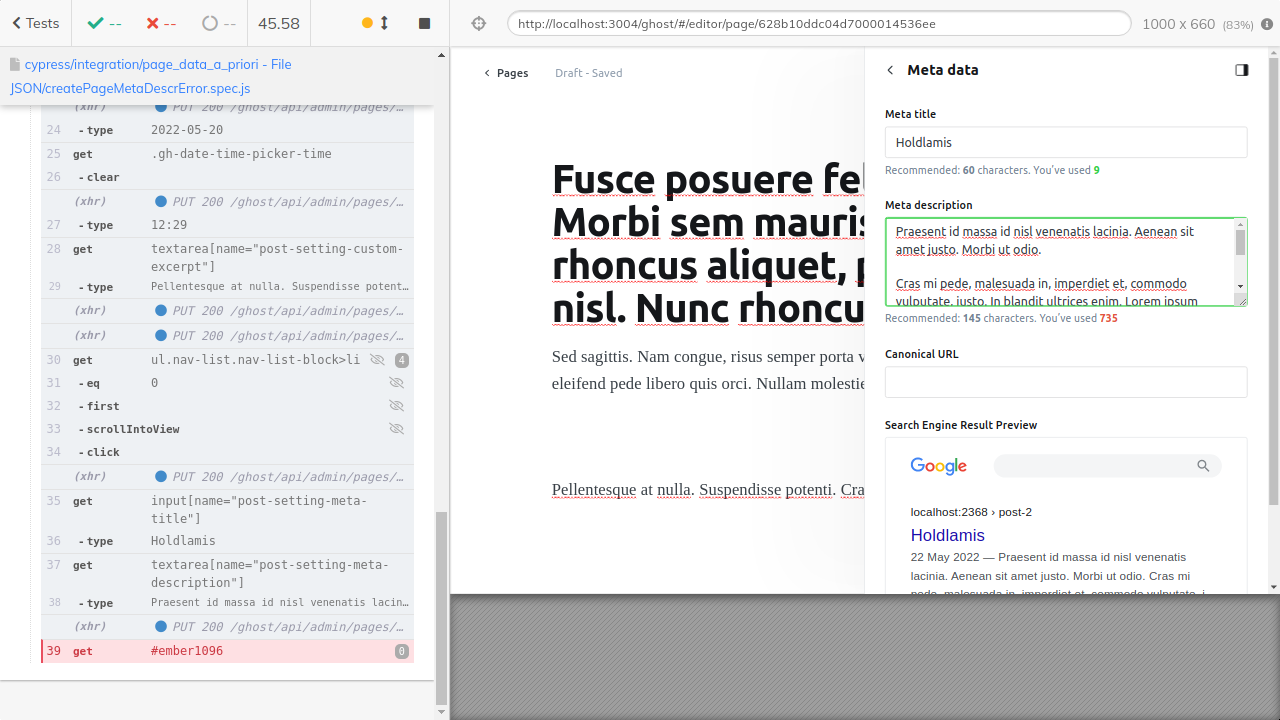 Tests
--
--
--
45.58
http://localhost:3004/ghost/#/editor/page/628b10ddc04d7000014536ee
1000 x 660 (83%)
cypress/integration/page_data_a_priori - File
JSON/createPageMetaDescrError.spec.js
(xhr) PUT 200 /ghost/api/admin/pages/…
24 -type 2022-05-20
25 get .gh-date-time-picker-time
26 -clear
(xhr) PUT 200 /ghost/api/admin/pages/…
27 -type 12:29
28 get textarea[name="post-setting-custom-
excerpt"]
29 -type Pellentesque at nulla. Suspendisse potent…
(xhr) PUT 200 /ghost/api/admin/pages/…
(xhr) PUT 200 /ghost/api/admin/pages/…
30 get ul.nav-list.nav-list-block>li 4
31 -eq 0
32 -first
33 -scrollIntoView
34 -click
(xhr) PUT 200 /ghost/api/admin/pages/…
35 get input[name="post-setting-meta-
title"]
36 -type Holdlamis
37 get textarea[name="post-setting-meta-
description"]
38 -type Praesent id massa id nisl venenatis lacin…
(xhr) PUT 200 /ghost/api/admin/pages/…
39 get #ember1096 0
Pages
Draft - Saved
Fusce posuere fel
Morbi sem mauris
rhoncus aliquet, p
nisl. Nunc rhoncu
Sed sagittis. Nam congue, risus semper porta v
eleifend pede libero quis orci. Nullam molestie
Pellentesque at nulla. Suspendisse potenti. Cra
Meta data
Meta title
Holdlamis
Recommended: 60 characters. You've used 9
Meta description
Praesent id massa id nisl venenatis lacinia. Aenean sit
amet justo. Morbi ut odio.
Cras mi pede, malesuada in, imperdiet et, commodo
vulputate, justo. In blandit ultrices enim. Lorem ipsum
Recommended: 145 characters. You've used 735
Canonical URL
Search Engine Result Preview
Google
localhost:2368 › post-2
Holdlamis
22 May 2022 — Praesent id massa id nisl venenatis
lacinia. Aenean sit amet justo. Morbi ut odio. Cras mi
pede, malesuada in, imperdiet et, commodo vulputate, j